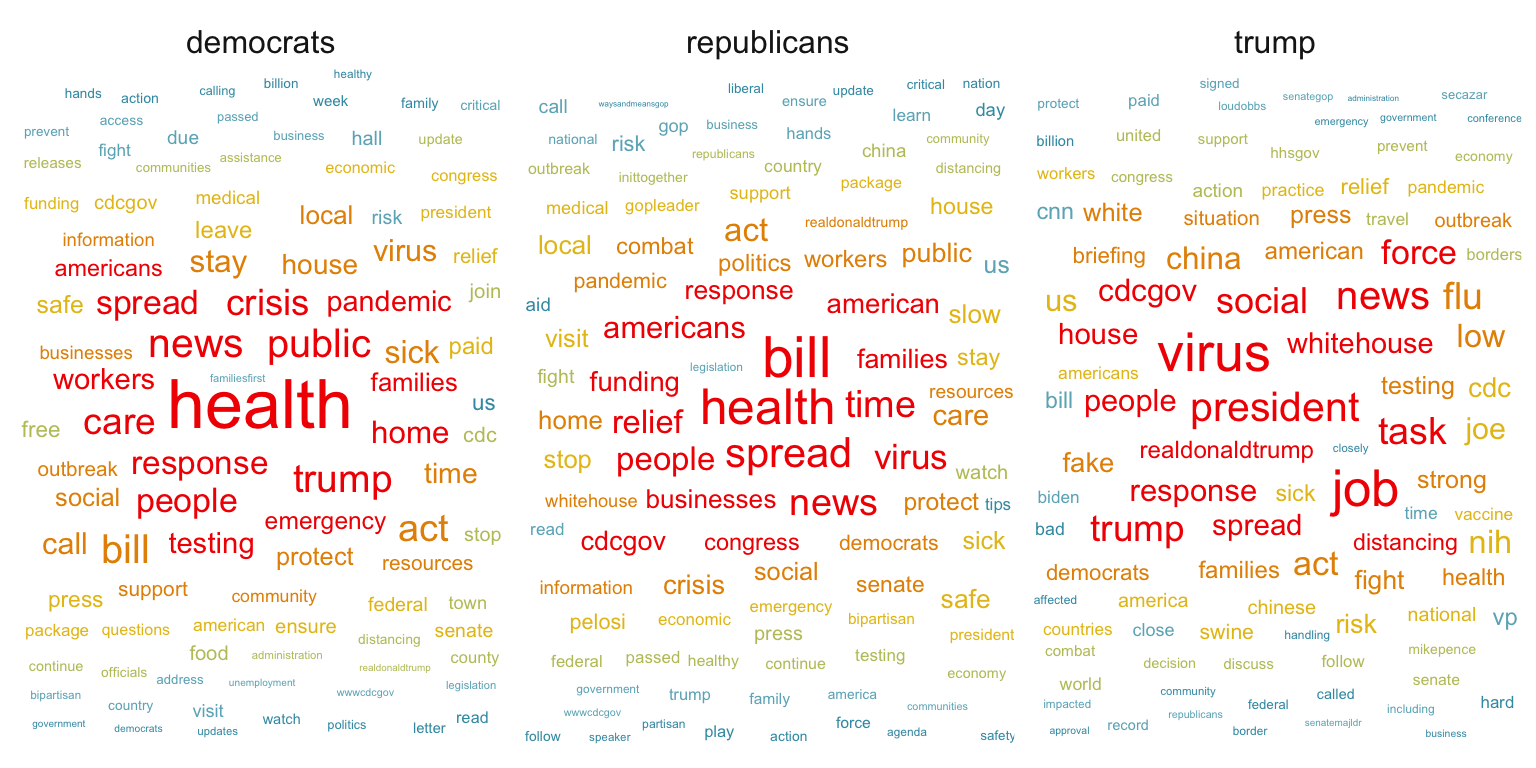 democrats
healthy
billion
calling
hands
action
week
family
critical
access
passed
prevent
due
business
hall
update
fight
releases
communities
assistance
economic
congress
funding
cdcgov
medical
local
risk
president
leave
information
virus
americans
stay
house
relief
safe
spread
crisis
pandemic
join
businesses
news
public
sick
paid
workers
familiesfirst
families
health
us
free
care
home
cdc
outbreak
response
trump
time
social
people
emergency
act
stop
call
bill
testing
protect
resources
support
press
community
federal
town
package
questions
american
ensure
distancing
senate
continue
officials
food
administration
realdonaldtrump
county
address
unemployment
wwwcdcgov
legislation
bipartisan
country
visit
watch
politics
letter
read
government
democrats
updates
republicans
liberal
update
critical
nation
call
waysandmeansgop
ensure
learn
day
national
risk
gop
business
hands
community
republicans
china
outbreak
inittogether
country
distancing
support
package
medical
gopleader
house
realdonaldtrump
act
local
combat
politics
workers
public
us
pandemic
response
aid
american
slow
americans
visit
bill
families
stay
legislation
fight
funding
resources
health
time
home
relief
care
stop
people
spread
virus
watch
whitehouse
businesses
news
protect
tips
read
cdcgov
congress
democrats
sick
information
crisis
social
senate
safe
emergency
pelosi
economic
bipartisan
press
president
federal
passed
healthy
continue
testing
economy
government
trump
family
america
communities
wwwcdcgov
partisan
force
follow
speaker
play
action
agenda
safety
trump
signed
protect
paid
loudobbs
senategop
administration
secazar
emergency
government
conference
billion
united
support
hhsgov
prevent
economy
workers
congress
action
practice
relief
pandemic
cnn
white
situation
press
travel
outbreak
briefing
china
american
force
borders
us
cdcgov
social
news
flu
house
virus
whitehouse
low
americans
testing
cdc
bill
people
president
task
joe
realdonaldtrump
closely
fake
strong
biden
response
sick
job
time
vaccine
bad
trump
spread
distancing
nih
democrats
families
act
fight
health
affected
america
chinese
national
vp
countries
close
swine
handling
risk
combat
mikepence
decision
discuss
follow
world
senate
community
called
impacted
federal
including
hard
republicans
record
senatemajldr
approval
border
business